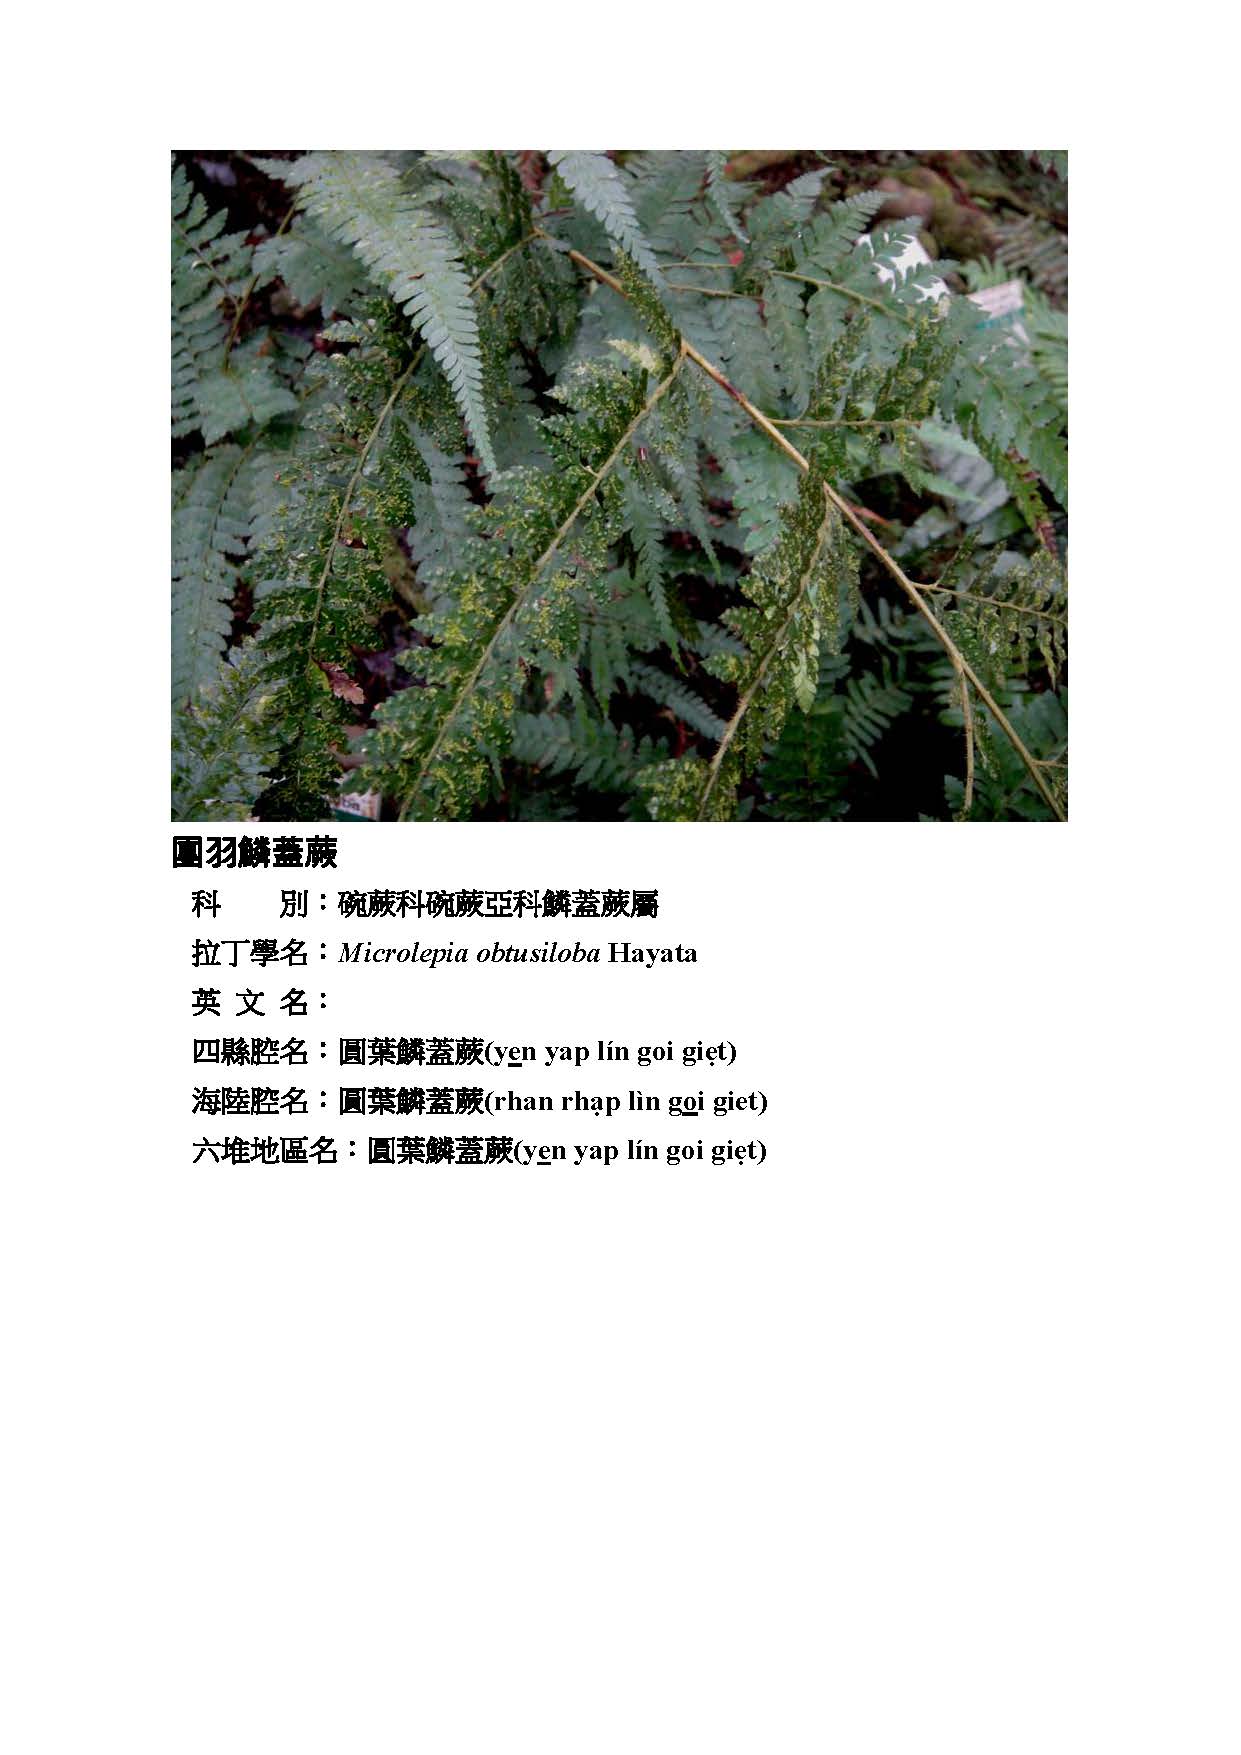 圓羽鱗蓋蕨
科　　別：碗蕨科碗蕨亞科鱗蓋蕨屬
拉丁學名：Microlepia obtusiloba Hayata
英 文 名：
四縣腔名：圓葉鱗蓋蕨(ye̲n yap lín goi giẹt)
海陸腔名：圓葉鱗蓋蕨(rhan rhạp lìn go̲i giet)
六堆地區名：圓葉鱗蓋蕨(ye̲n yap lín goi giẹt)